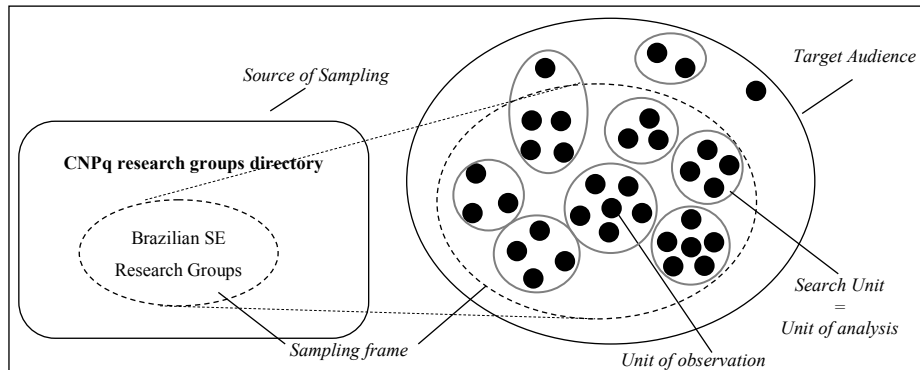 Source of Sampling
Target Audience
CNPq research groups directory
Brazilian SE
Research Groups
Search Unit
=
Unit of analysis
Sampling frame
Unit of observation